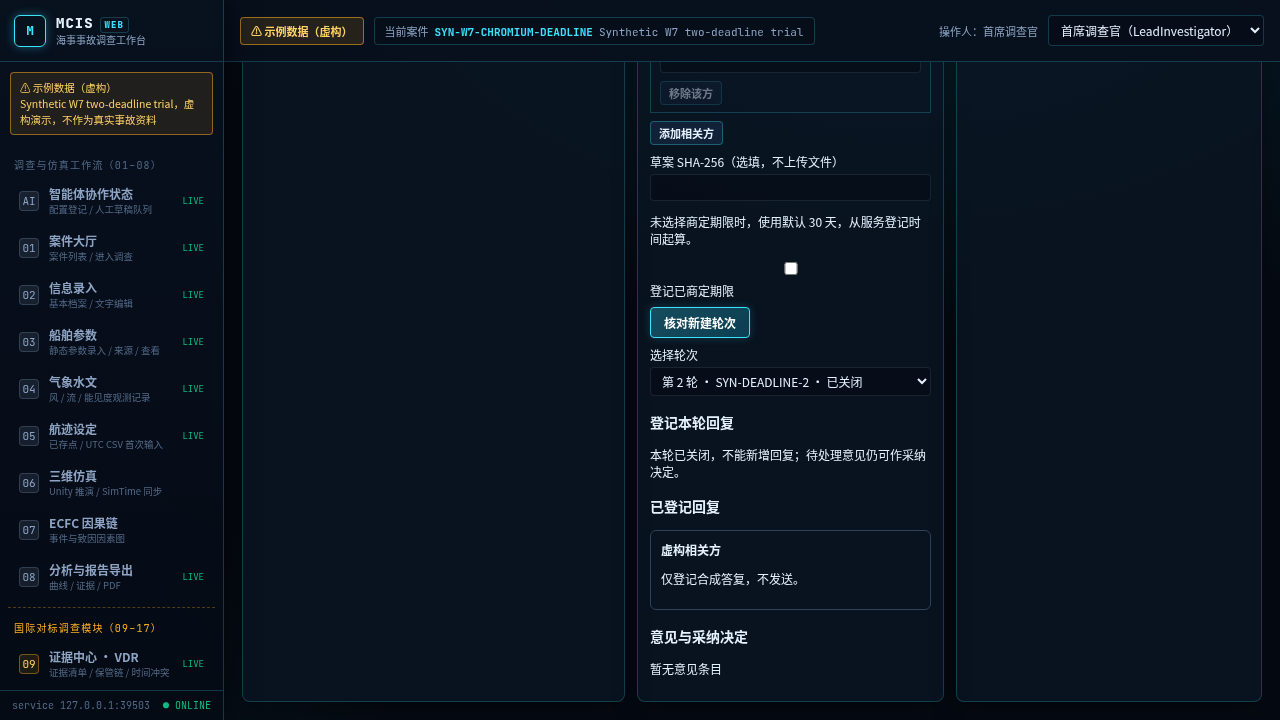 M
MCIS WEB
海事事故调查工作台
⚠ 示例数据（虚构）
当前案件 SYN-W7-CHROMIUM-DEADLINE Synthetic W7 two-deadline trial
操作人：首席调查官
首席调查官（LeadInvestigator）
⚠ 示例数据（虚构）
Synthetic W7 two-deadline trial，虚
构演示，不作为真实事故资料
调查与仿真工作流（01–08）
AI 智能体协作状态 LIVE
配置登记 / 人工草稿队列
01 案件大厅 LIVE
案件列表 / 进入调查
02 信息录入 LIVE
基本档案 / 文字编辑
03 船舶参数 LIVE
静态参数录入 / 来源 / 查看
04 气象水文 LIVE
风 / 流 / 能见度观测记录
05 航迹设定 LIVE
已存点 / UTC CSV 首次输入
06 三维仿真
Unity 推演 / SimTime 同步
07 ECFC 因果链
事件与致因因素图
08 分析与报告导出 LIVE
曲线 / 证据 / PDF
国际对标调查模块（09–17）
09 证据中心 · VDR LIVE
证据清单 / 保管链 / 时间冲突
service 127.0.0.1:39503 ● ONLINE
移除该方
添加相关方
草案 SHA-256（选填，不上传文件）
未选择商定期限时，使用默认 30 天，从服务登记时
间起算。
登记已商定期限
核对新建轮次
选择轮次
第 2 轮 · SYN-DEADLINE-2 · 已关闭
登记本轮回复
本轮已关闭，不能新增回复；待处理意见仍可作采纳
决定。
已登记回复
虚构相关方
仅登记合成答复，不发送。
意见与采纳决定
暂无意见条目